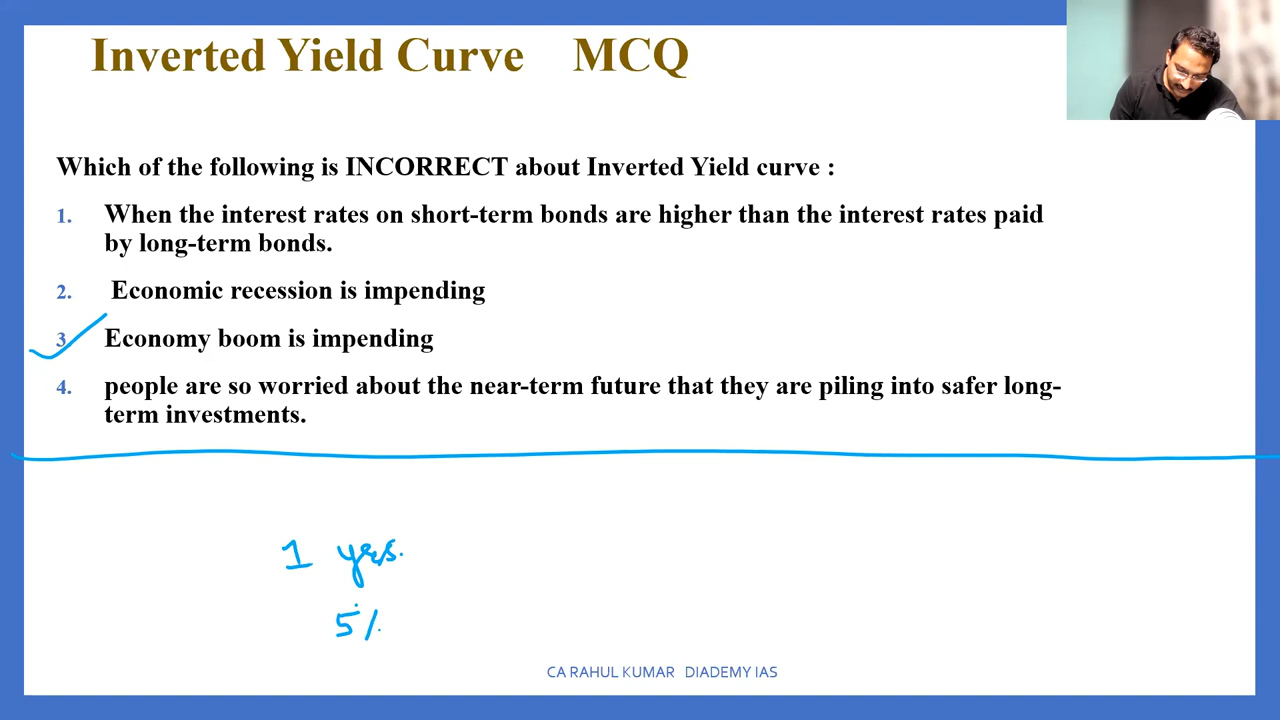 Inverted Yield Curve MCQ
Which of the following is INCORRECT about Inverted Yield curve :
1. When the interest rates on short-term bonds are higher than the interest rates paid
by long-term bonds.
2. Economic recession is impending
3. Economy boom is impending
4. people are so worried about the near-term future that they are piling into safer long-
term investments.
1 yrs.
5%
CA RAHUL KUMAR DIADEMY IAS